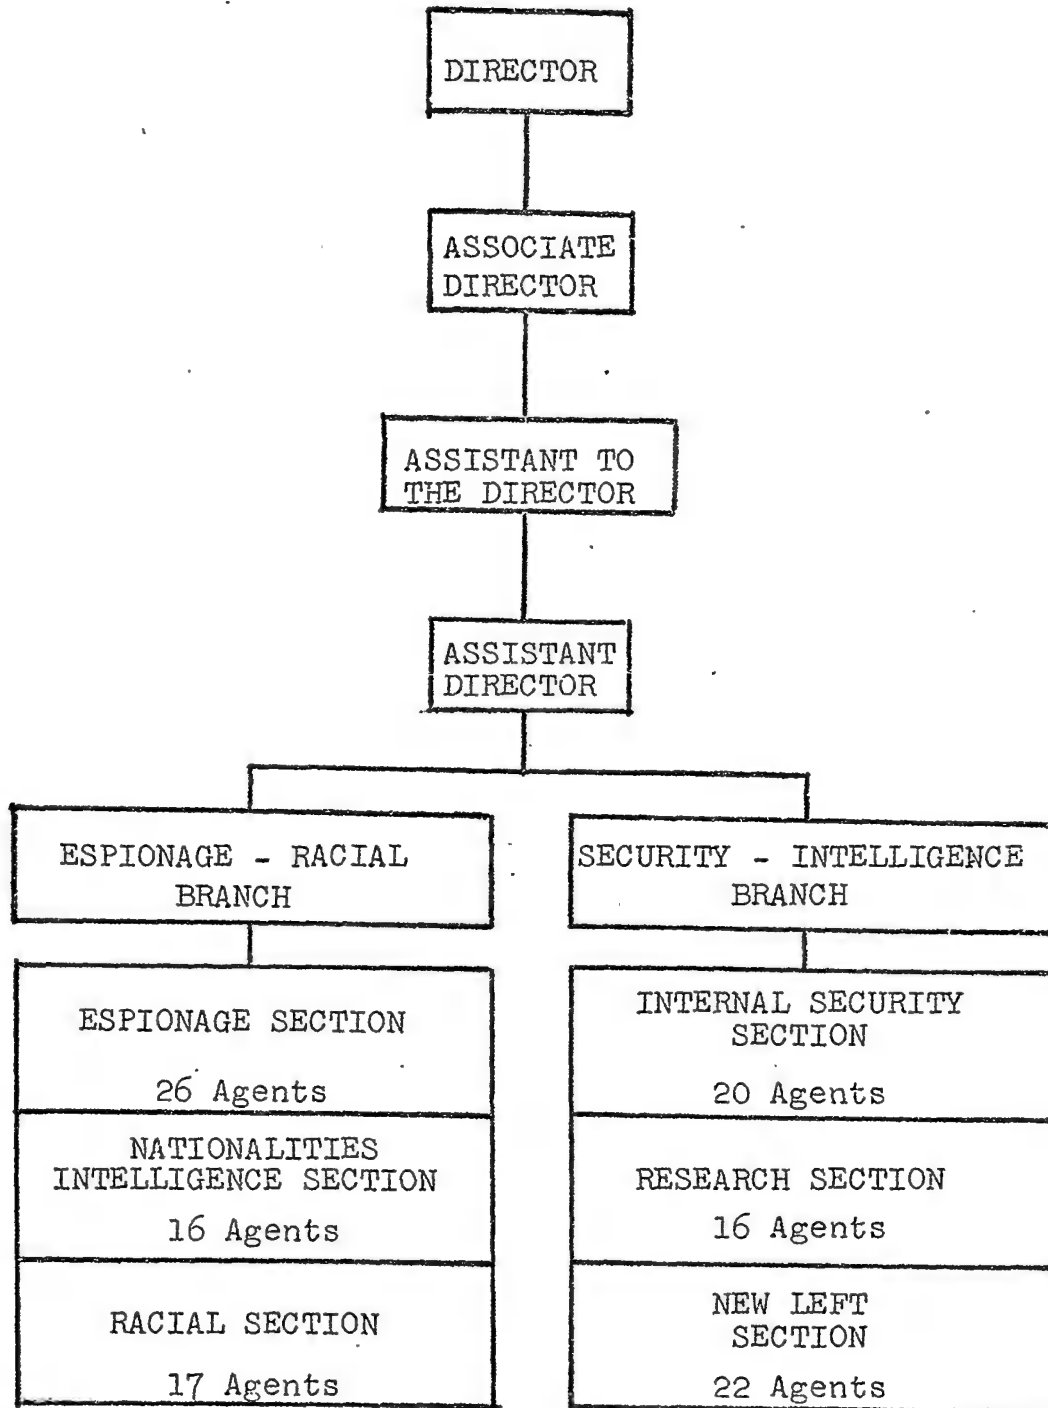 DIRECTOR
ASSOCIATE
DIRECTOR
ASSISTANT TO
THE DIRECTOR
ASSISTANT
DIRECTOR
ESPIONAGE - RACIAL
BRANCH
SECURITY - INTELLIGENCE
BRANCH
ESPIONAGE SECTION
26 Agents
NATIONALITIES
INTELLIGENCE SECTION
16 Agents
RACIAL SECTION
17 Agents
INTERNAL SECURITY
SECTION
20 Agents
RESEARCH SECTION
16 Agents
NEW LEFT
SECTION
22 Agents